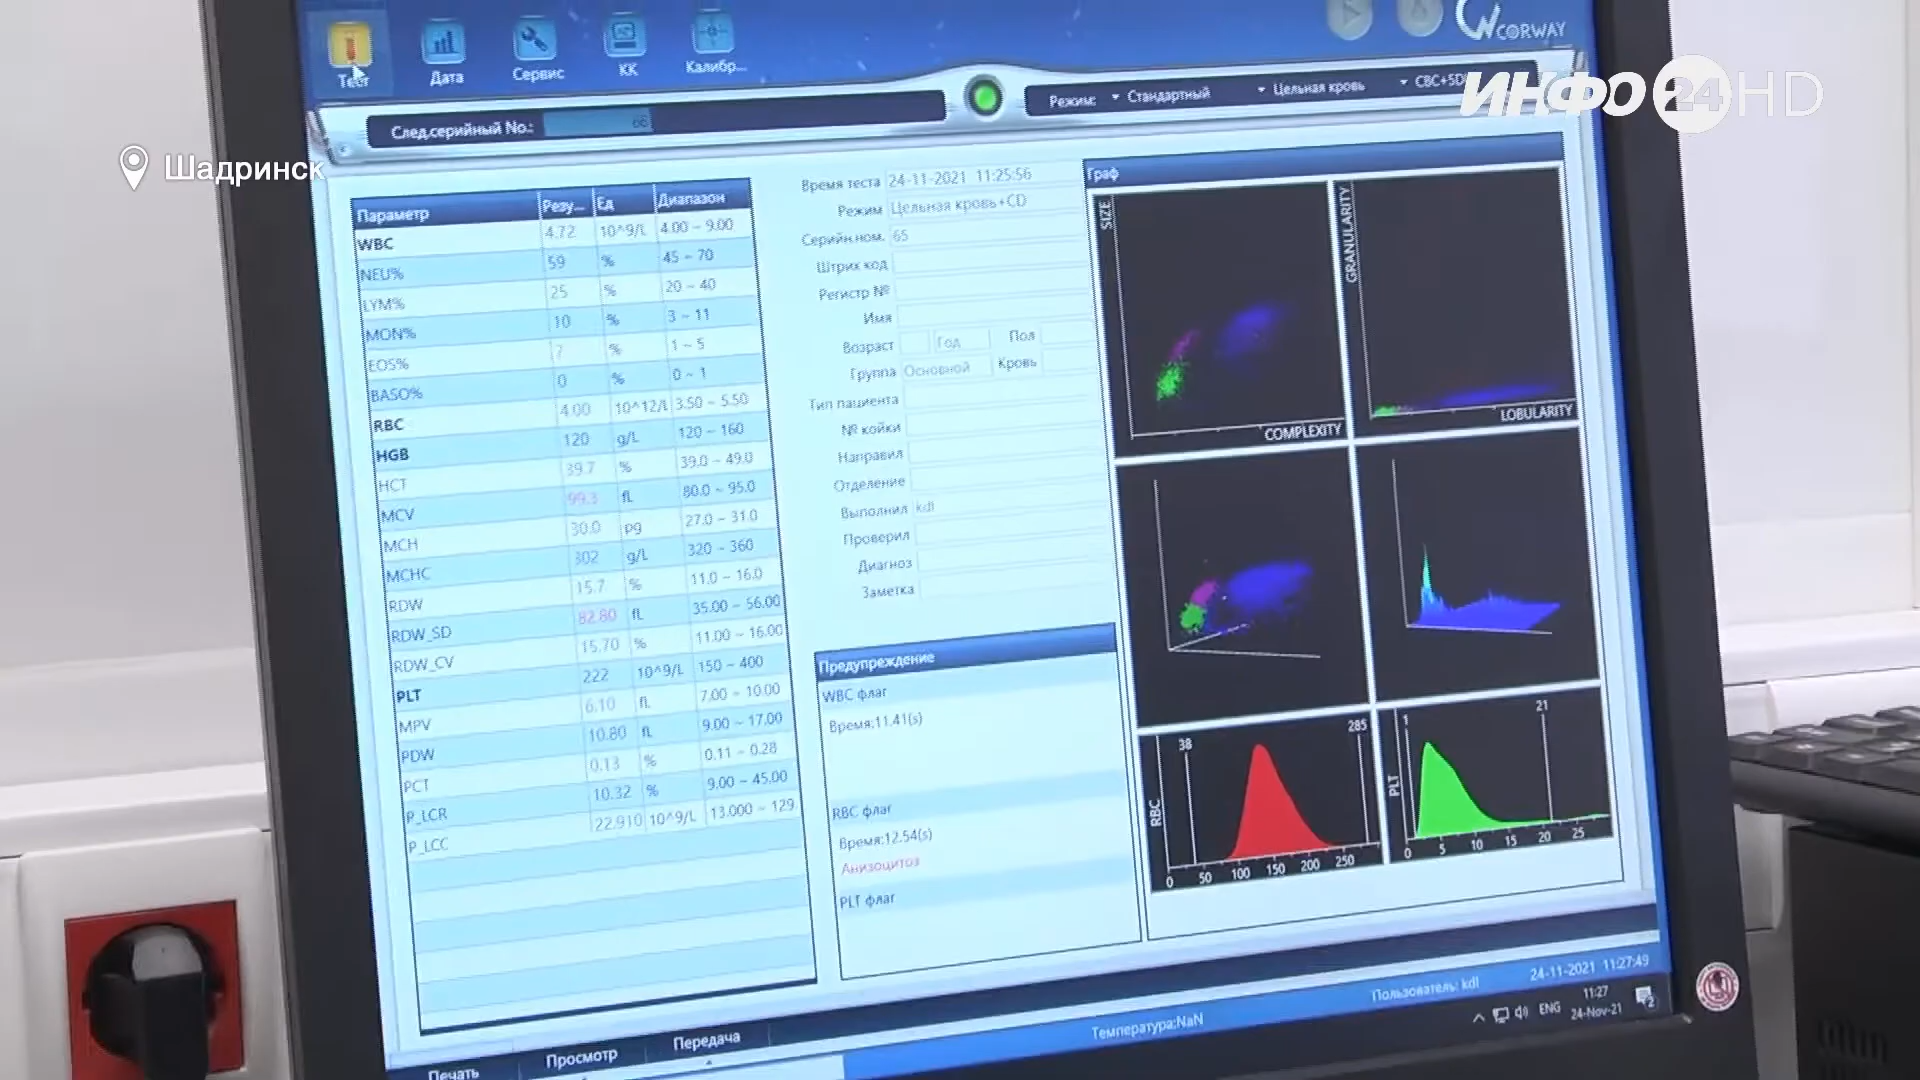 Тест
Дата
Сервис
КК
Калибр...
CORWAY
ИНФО 24 HD
Шадринск
След.серийный No.: 66
Режим: Стандартный Цельная кровь
Параметр Резу... Ед Диапазон
WBC 4.72 10^9/L 4.00 ~ 9.00
NEU% 59 % 45 ~ 70
LYM% 25 % 20 ~ 40
MON% 10 % 3 ~ 11
EOS% 7 % 1 ~ 5
BASO% 0 % 0 ~ 1
RBC 4.00 10^12/L 3.50 ~ 5.50
HGB 120 g/L 120 ~ 160
HCT 39.7 % 39.0 ~ 49.0
MCV 99.3 fL 80.0 ~ 95.0
MCH 30.0 pg 27.0 ~ 31.0
MCHC 302 g/L 320 ~ 360
RDW 15.7 % 11.0 ~ 16.0
RDW_SD 82.80 fL 35.00 ~ 56.00
RDW_CV 15.70 % 11.00 ~ 16.00
PLT 222 10^9/L 150 ~ 400
MPV 6.10 fL 7.00 ~ 10.00
PDW 10.80 fL 9.00 ~ 17.00
PCT 0.13 % 0.11 ~ 0.28
P_LCR 10.32 % 9.00 ~ 45.00
P_LCC 22.910 10^9/L 13.000 ~ 129
Время теста 24-11-2021 11:25:56
Режим Цельная кровь+CD
Серийн.ном. 65
Штрих код
Регистр №
Имя
Возраст Год Пол
Группа Основной Кровь
Тип пациента
№ койки
Направил
Отделение
Выполнил kdl
Проверил
Диагноз
Заметка
Предупреждение
WBC флаг
Время:11.41(s)
RBC флаг
Время:12.54(s)
Анизоцитоз
PLT флаг
Граф
SIZE
COMPLEXITY
GRANULARITY
LOBULARITY
38 285
RBC
0 50 100 150 200 250
1 21
PLT
0 5 10 15 20 25
Печать
Просмотр
Передача
Температура:NaN
Пользователь: kdl
24-11-2021 11:27:49
ENG
11:27
24-Nov-21
2